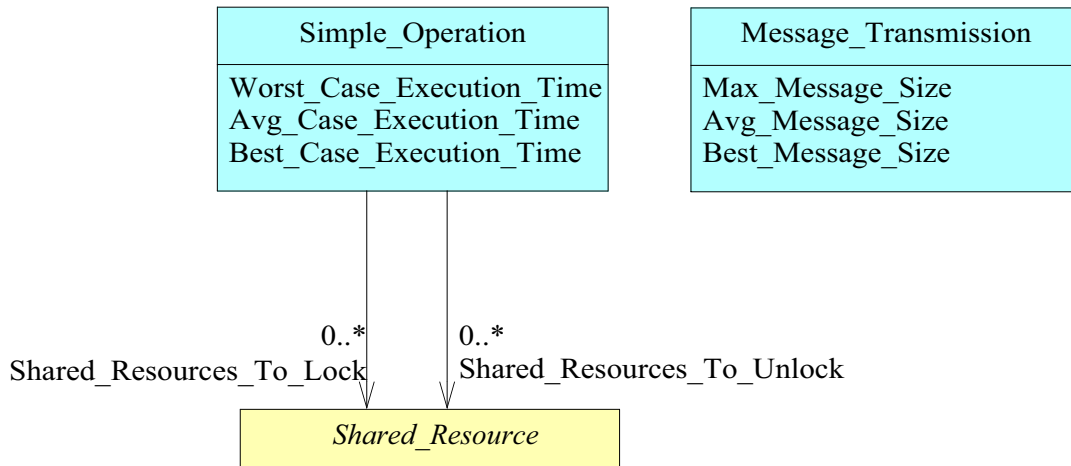 Simple_Operation
Worst_Case_Execution_Time
Avg_Case_Execution_Time
Best_Case_Execution_Time
Message_Transmission
Max_Message_Size
Avg_Message_Size
Best_Message_Size
0..*
Shared_Resources_To_Lock
0..*
Shared_Resources_To_Unlock
Shared_Resource